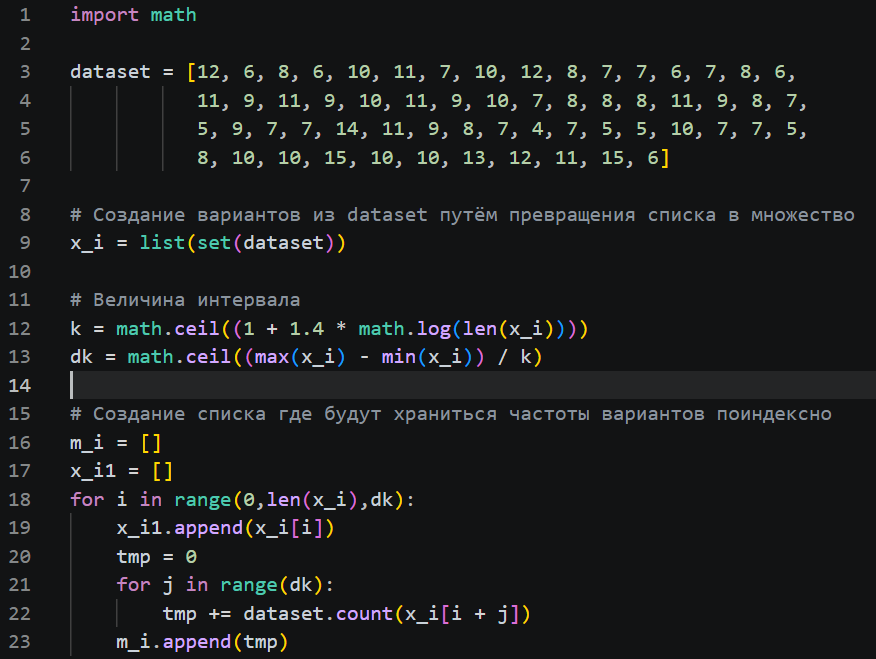 1 import math
2
3 dataset = [12, 6, 8, 6, 10, 11, 7, 10, 12, 8, 7, 7, 6, 7, 8, 6,
4 11, 9, 11, 9, 10, 11, 9, 10, 7, 8, 8, 8, 11, 9, 8, 7,
5 5, 9, 7, 7, 14, 11, 9, 8, 7, 4, 7, 5, 5, 10, 7, 7, 5,
6 8, 10, 10, 15, 10, 10, 13, 12, 11, 15, 6]
7
8 # Создание вариантов из dataset путём превращения списка в множество
9 x_i = list(set(dataset))
10
11 # Величина интервала
12 k = math.ceil((1 + 1.4 * math.log(len(x_i))))
13 dk = math.ceil((max(x_i) - min(x_i)) / k)
14
15 # Создание списка где будут храниться частоты вариантов поиндексно
16 m_i = []
17 x_i1 = []
18 for i in range(0,len(x_i),dk):
19 x_i1.append(x_i[i])
20 tmp = 0
21 for j in range(dk):
22 tmp += dataset.count(x_i[i + j])
23 m_i.append(tmp)